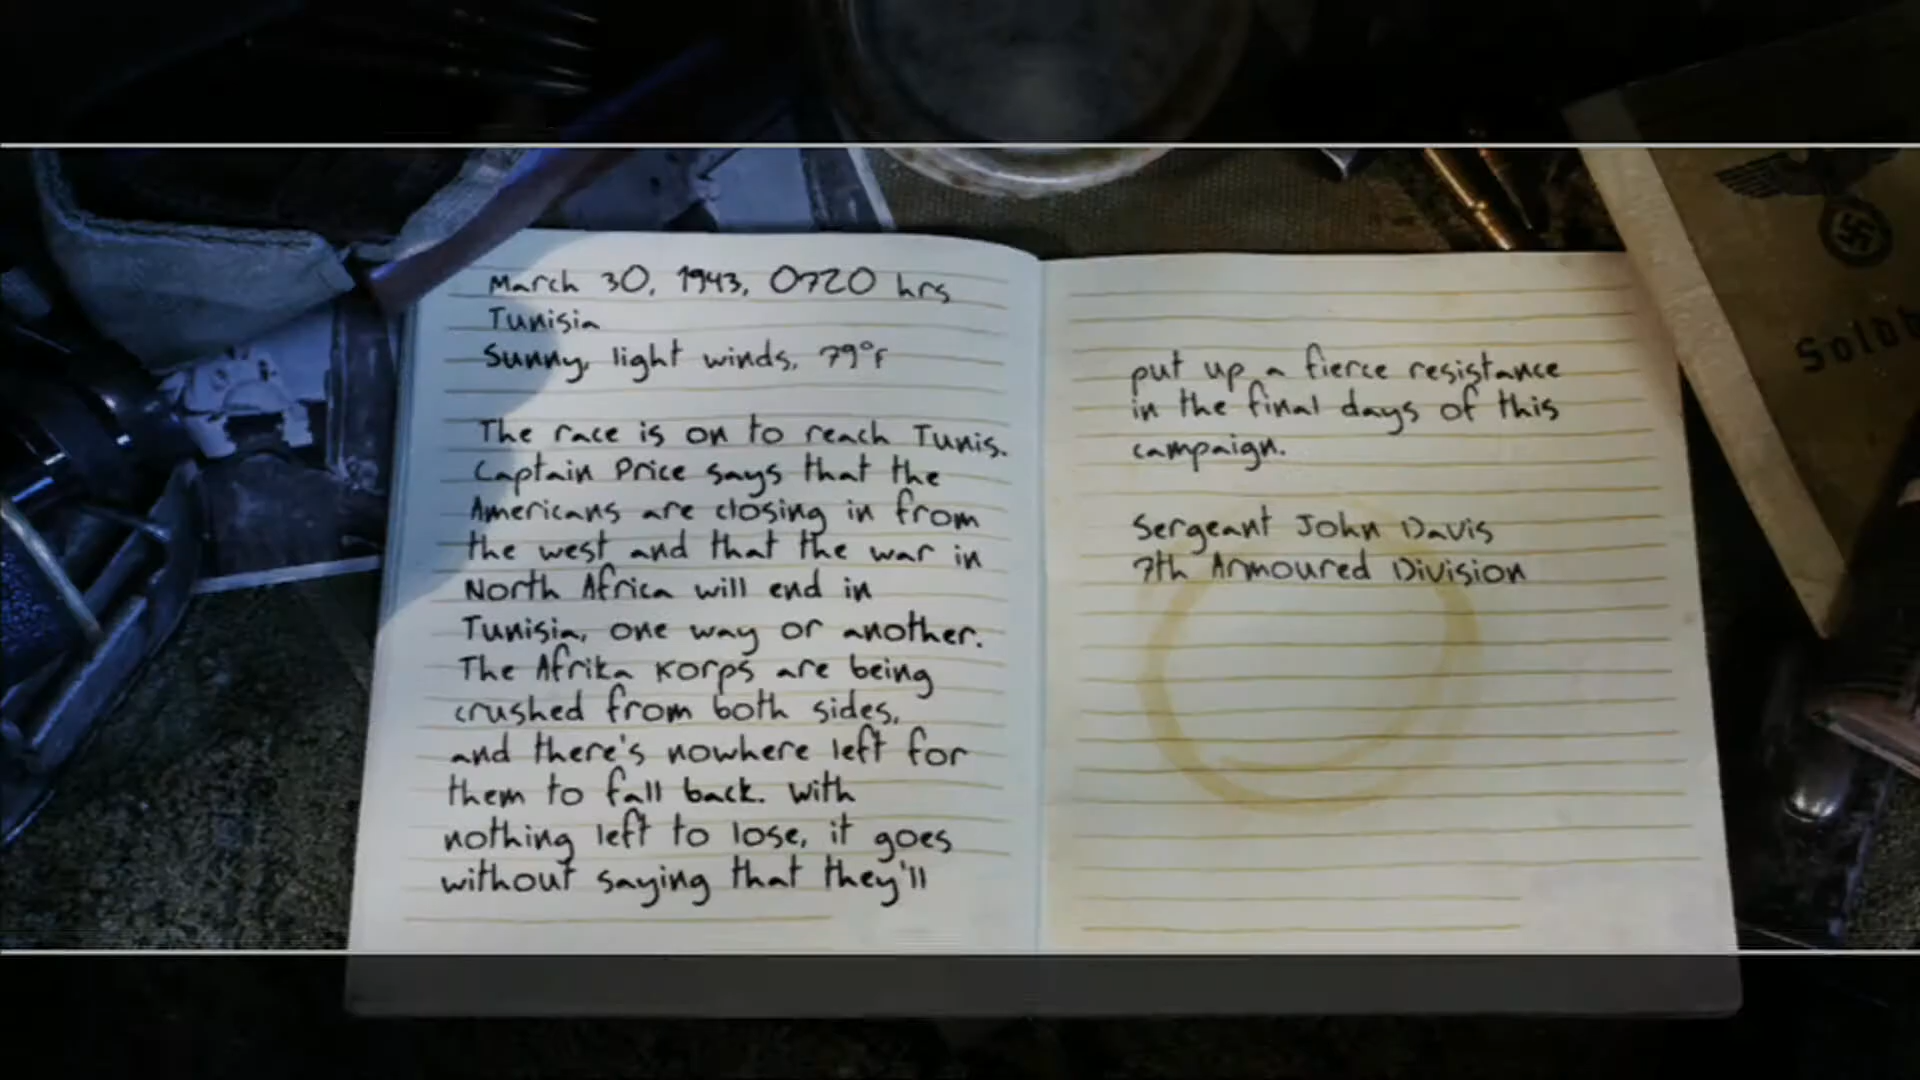 March 30, 1943, 0720 hrs
Tunisia
Sunny, light winds, 79°F
The race is on to reach Tunis.
Captain Price says that the
Americans are closing in from
the west and that the war in
North Africa will end in
Tunisia, one way or another.
The Afrika Korps are being
crushed from both sides,
and there's nowhere left for
them to fall back. With
nothing left to lose, it goes
without saying that they'll
put up a fierce resistance
in the final days of this
campaign.
Sergeant John Davis
7th Armoured Division